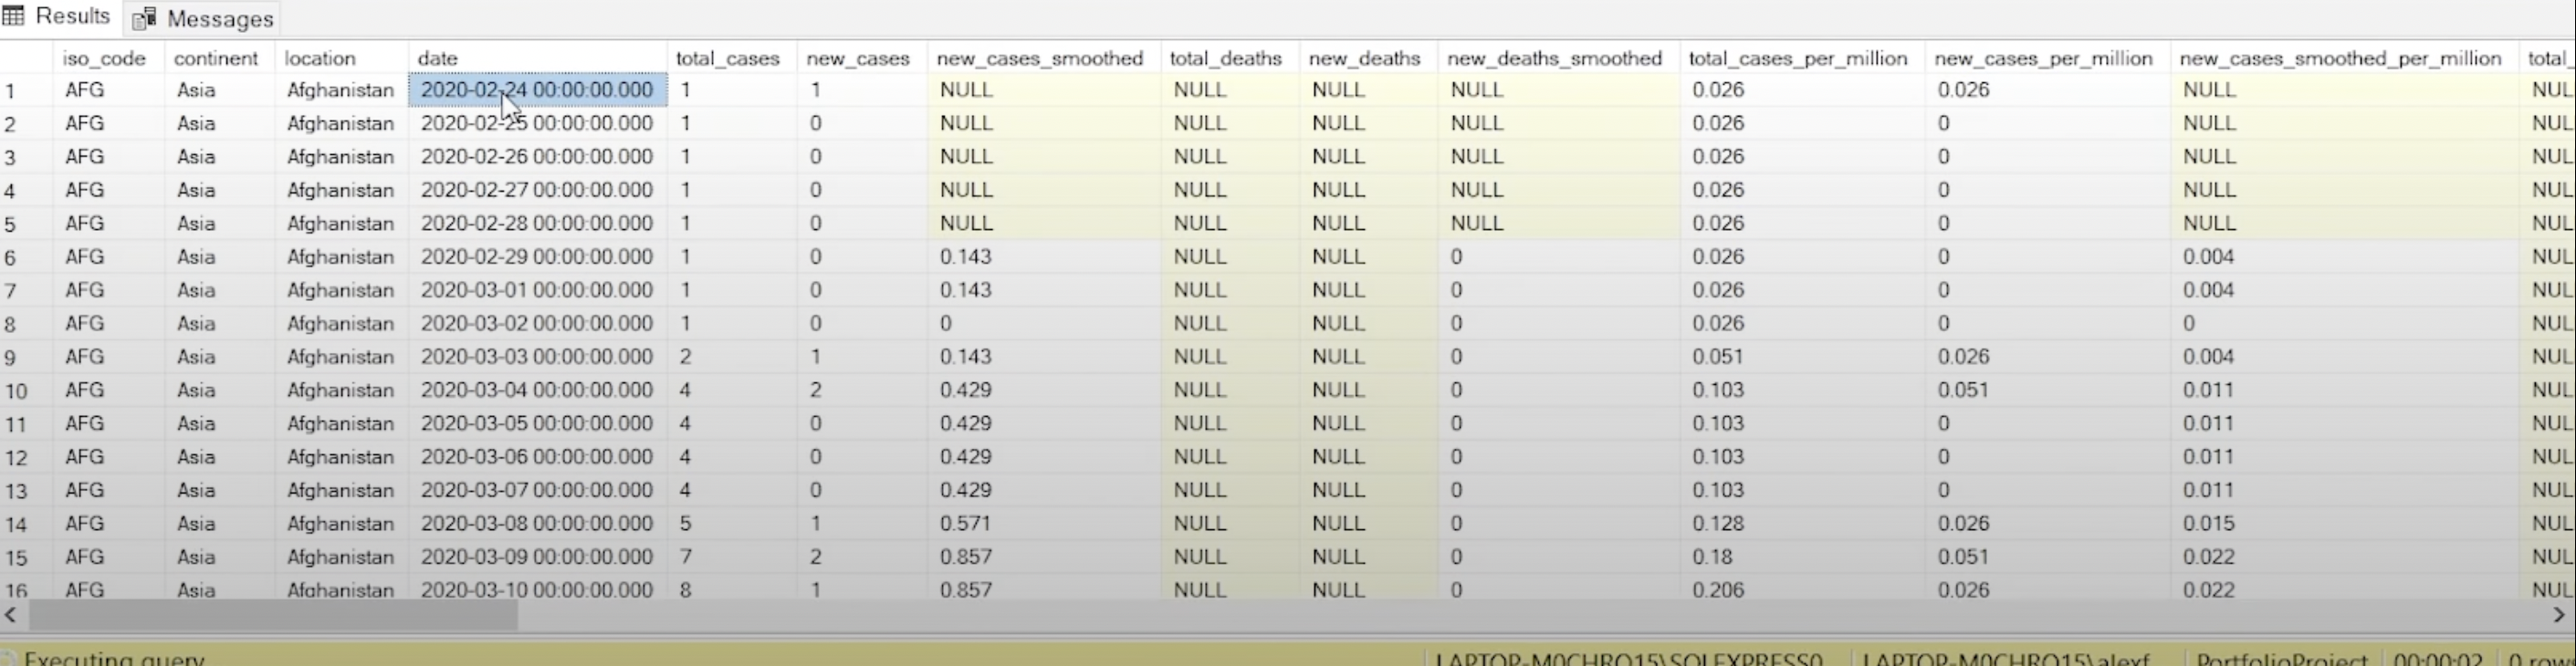 Results Messages
iso_code continent location date total_cases new_cases new_cases_smoothed total_deaths new_deaths new_deaths_smoothed total_cases_per_million new_cases_per_million new_cases_smoothed_per_million total_
1 AFG Asia Afghanistan 2020-02-24 00:00:00.000 1 1 NULL NULL NULL NULL 0.026 0.026 NULL NUL
2 AFG Asia Afghanistan 2020-02-25 00:00:00.000 1 0 NULL NULL NULL NULL 0.026 0 NULL NUL
3 AFG Asia Afghanistan 2020-02-26 00:00:00.000 1 0 NULL NULL NULL NULL 0.026 0 NULL NUL
4 AFG Asia Afghanistan 2020-02-27 00:00:00.000 1 0 NULL NULL NULL NULL 0.026 0 NULL NUL
5 AFG Asia Afghanistan 2020-02-28 00:00:00.000 1 0 NULL NULL NULL NULL 0.026 0 NULL NUL
6 AFG Asia Afghanistan 2020-02-29 00:00:00.000 1 0 0.143 NULL NULL 0 0.026 0 0.004 NUL
7 AFG Asia Afghanistan 2020-03-01 00:00:00.000 1 0 0.143 NULL NULL 0 0.026 0 0.004 NUL
8 AFG Asia Afghanistan 2020-03-02 00:00:00.000 1 0 0 NULL NULL 0 0.026 0 0 NUL
9 AFG Asia Afghanistan 2020-03-03 00:00:00.000 2 1 0.143 NULL NULL 0 0.051 0.026 0.004 NUL
10 AFG Asia Afghanistan 2020-03-04 00:00:00.000 4 2 0.429 NULL NULL 0 0.103 0.051 0.011 NUL
11 AFG Asia Afghanistan 2020-03-05 00:00:00.000 4 0 0.429 NULL NULL 0 0.103 0 0.011 NUL
12 AFG Asia Afghanistan 2020-03-06 00:00:00.000 4 0 0.429 NULL NULL 0 0.103 0 0.011 NUL
13 AFG Asia Afghanistan 2020-03-07 00:00:00.000 4 0 0.429 NULL NULL 0 0.103 0 0.011 NUL
14 AFG Asia Afghanistan 2020-03-08 00:00:00.000 5 1 0.571 NULL NULL 0 0.128 0.026 0.015 NUL
15 AFG Asia Afghanistan 2020-03-09 00:00:00.000 7 2 0.857 NULL NULL 0 0.18 0.051 0.022 NUL
16 AFG Asia Afghanistan 2020-03-10 00:00:00.000 8 1 0.857 NULL NULL 0 0.206 0.026 0.022 NUL
Executing query LAPTOP-M0CHRO15\SQLEXPRESS0 LAPTOP-M0CHRO15\alexf PortfolioProject 00:00:02 0 row